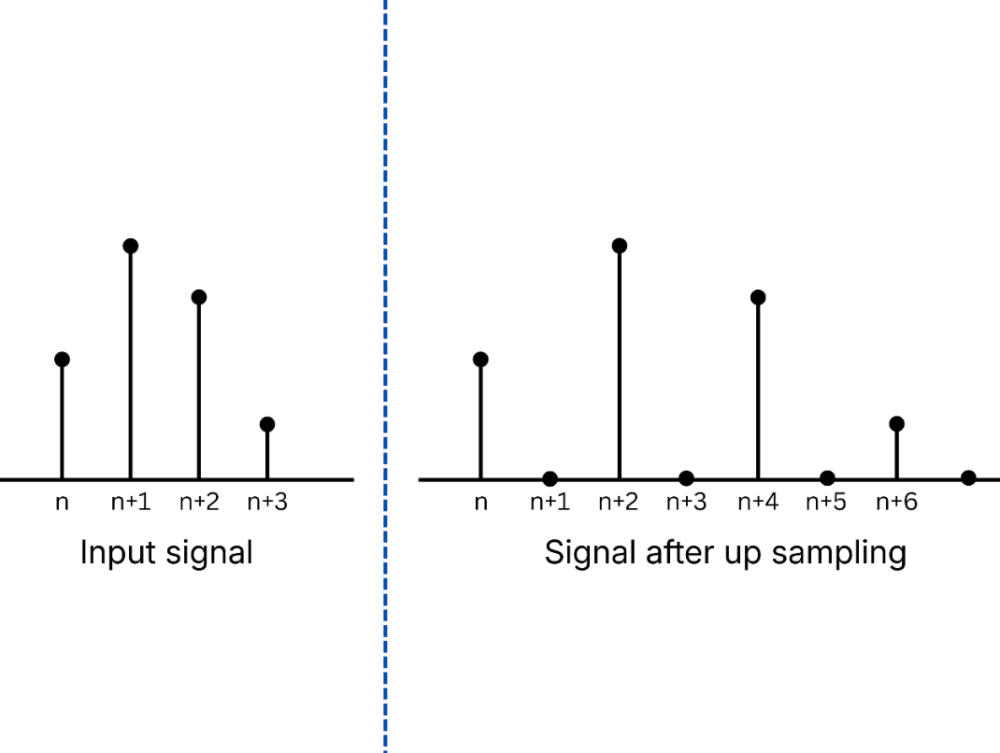 n n+1 n+2 n+3
Input signal
n n+1 n+2 n+3 n+4 n+5 n+6
Signal after up sampling